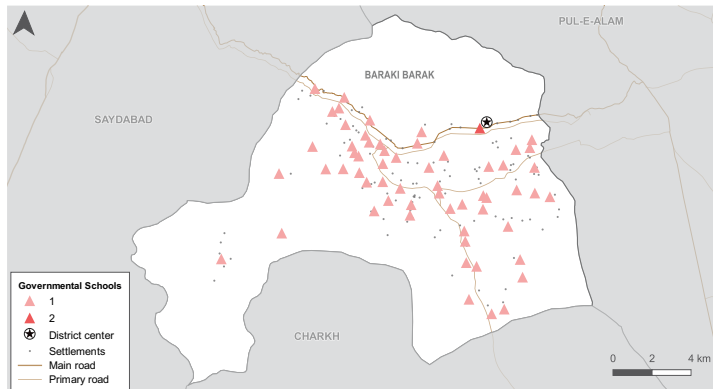 PUL-E-ALAM
BARAKI BARAK
SAYDABAD
CHARKH
Governmental Schools
1
2
District center
Settlements
Main road
Primary road
0 2 4 km